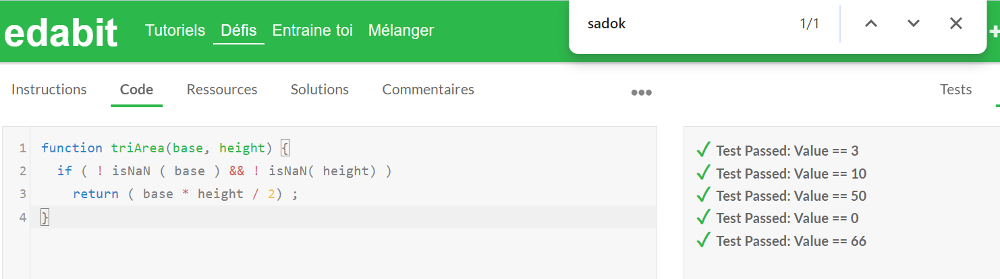 edabit Tutoriels Défis Entraine toi Mélanger
sadok 1/1
Instructions Code Ressources Solutions Commentaires ••• Tests
1 function triArea(base, height) {
2 if ( ! isNaN ( base ) && ! isNaN( height) )
3 return ( base * height / 2) ;
4 }
✓ Test Passed: Value == 3
✓ Test Passed: Value == 10
✓ Test Passed: Value == 50
✓ Test Passed: Value == 0
✓ Test Passed: Value == 66